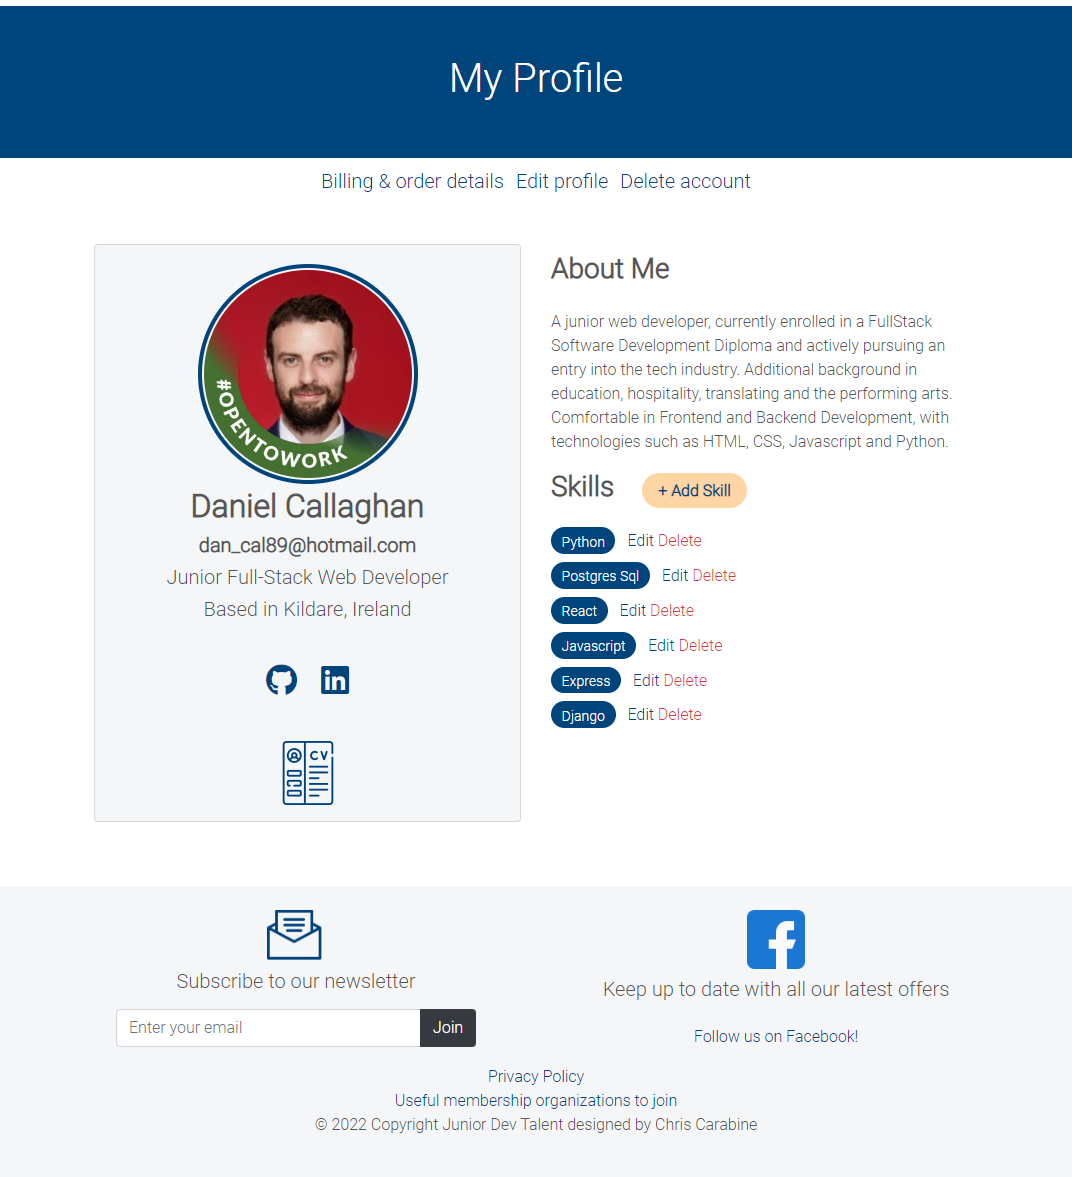 My Profile
Billing & order details Edit profile Delete account
#OPENTOWORK
Daniel Callaghan
dan_cal89@hotmail.com
Junior Full-Stack Web Developer
Based in Kildare, Ireland
CV
About Me
A junior web developer, currently enrolled in a FullStack
Software Development Diploma and actively pursuing an
entry into the tech industry. Additional background in
education, hospitality, translating and the performing arts.
Comfortable in Frontend and Backend Development, with
technologies such as HTML, CSS, Javascript and Python.
Skills + Add Skill
Python Edit Delete
Postgres Sql Edit Delete
React Edit Delete
Javascript Edit Delete
Express Edit Delete
Django Edit Delete
Subscribe to our newsletter
Enter your email Join
Keep up to date with all our latest offers
Follow us on Facebook!
Privacy Policy
Useful membership organizations to join
© 2022 Copyright Junior Dev Talent designed by Chris Carabine